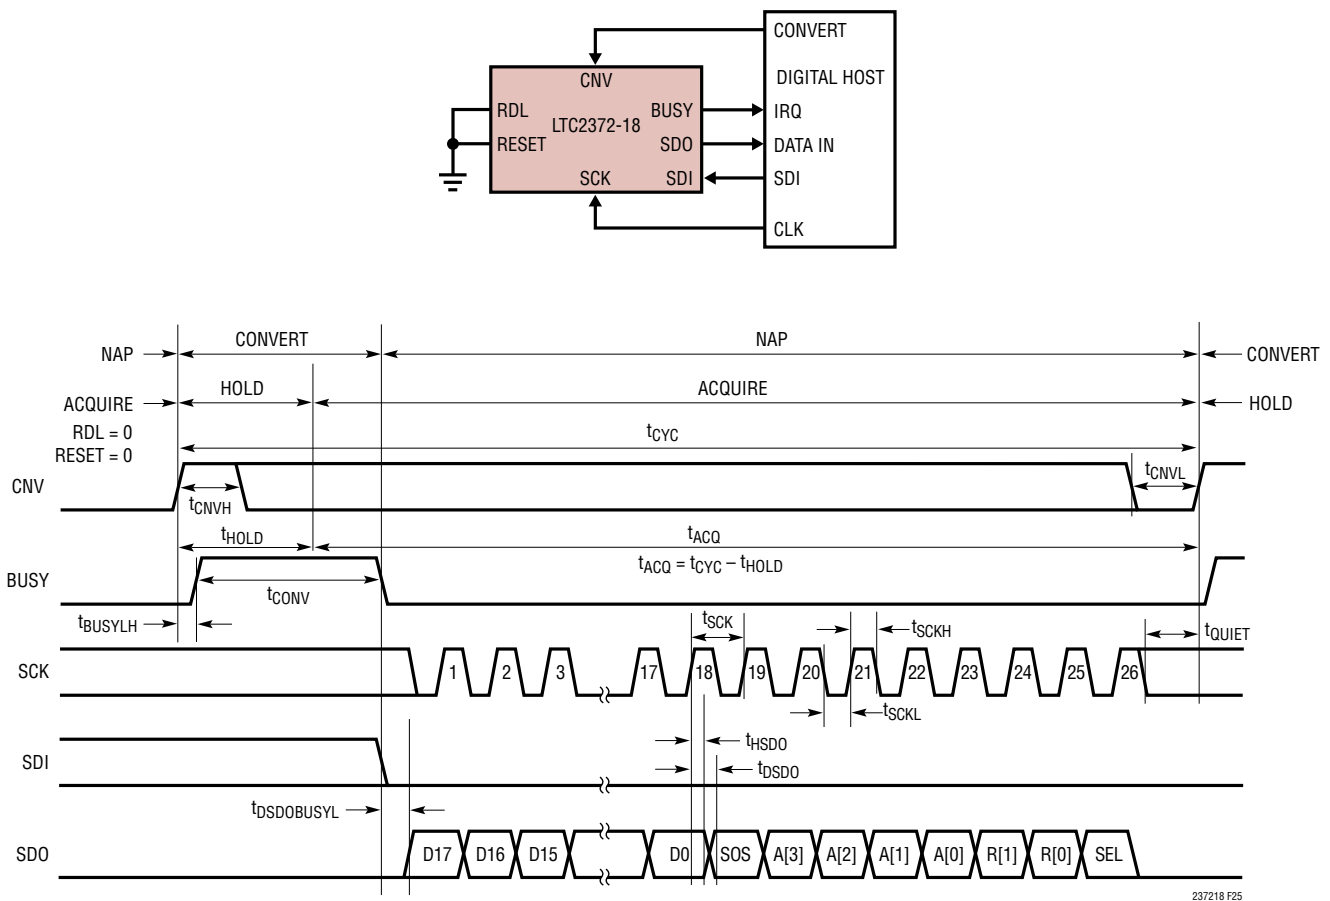 CONVERT
CNV
DIGITAL HOST
RDL
BUSY
IRQ
LTC2372-18
RESET
SDO
DATA IN
SCK
SDI
SDI
CLK
NAP
CONVERT
NAP
CONVERT
ACQUIRE
HOLD
ACQUIRE
HOLD
RDL = 0
RESET = 0
tCYC
CNV
tCNVH
tCNVL
tHOLD
tACQ
tACQ = tCYC – tHOLD
BUSY
tCONV
tBUSYLH
tSCK
tSCKH
tQUIET
SCK
1 2 3 17 18 19 20 21 22 23 24 25 26
tSCKL
tHSDO
SDI
tDSDO
tDSDOBUSYL
SDO
D17 D16 D15 D0 SOS A[3] A[2] A[1] A[0] R[1] R[0] SEL
237218 F25